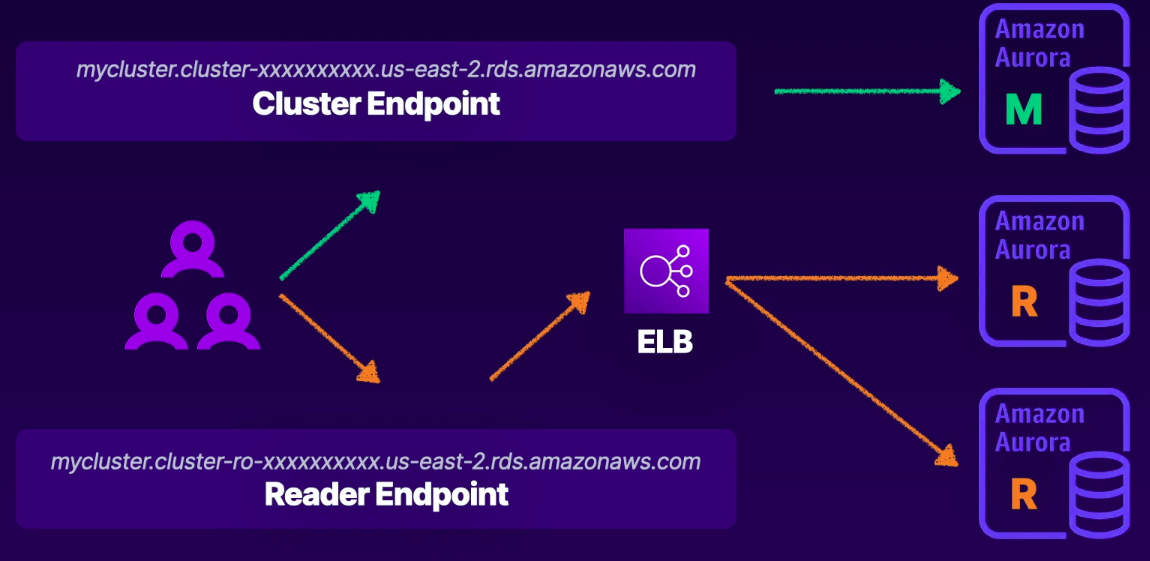 mycluster.cluster-xxxxxxxxxx.us-east-2.rds.amazonaws.com
Cluster Endpoint
Amazon
Aurora
M
Amazon
Aurora
R
ELB
Amazon
Aurora
R
mycluster.cluster-ro-xxxxxxxxxx.us-east-2.rds.amazonaws.com
Reader Endpoint